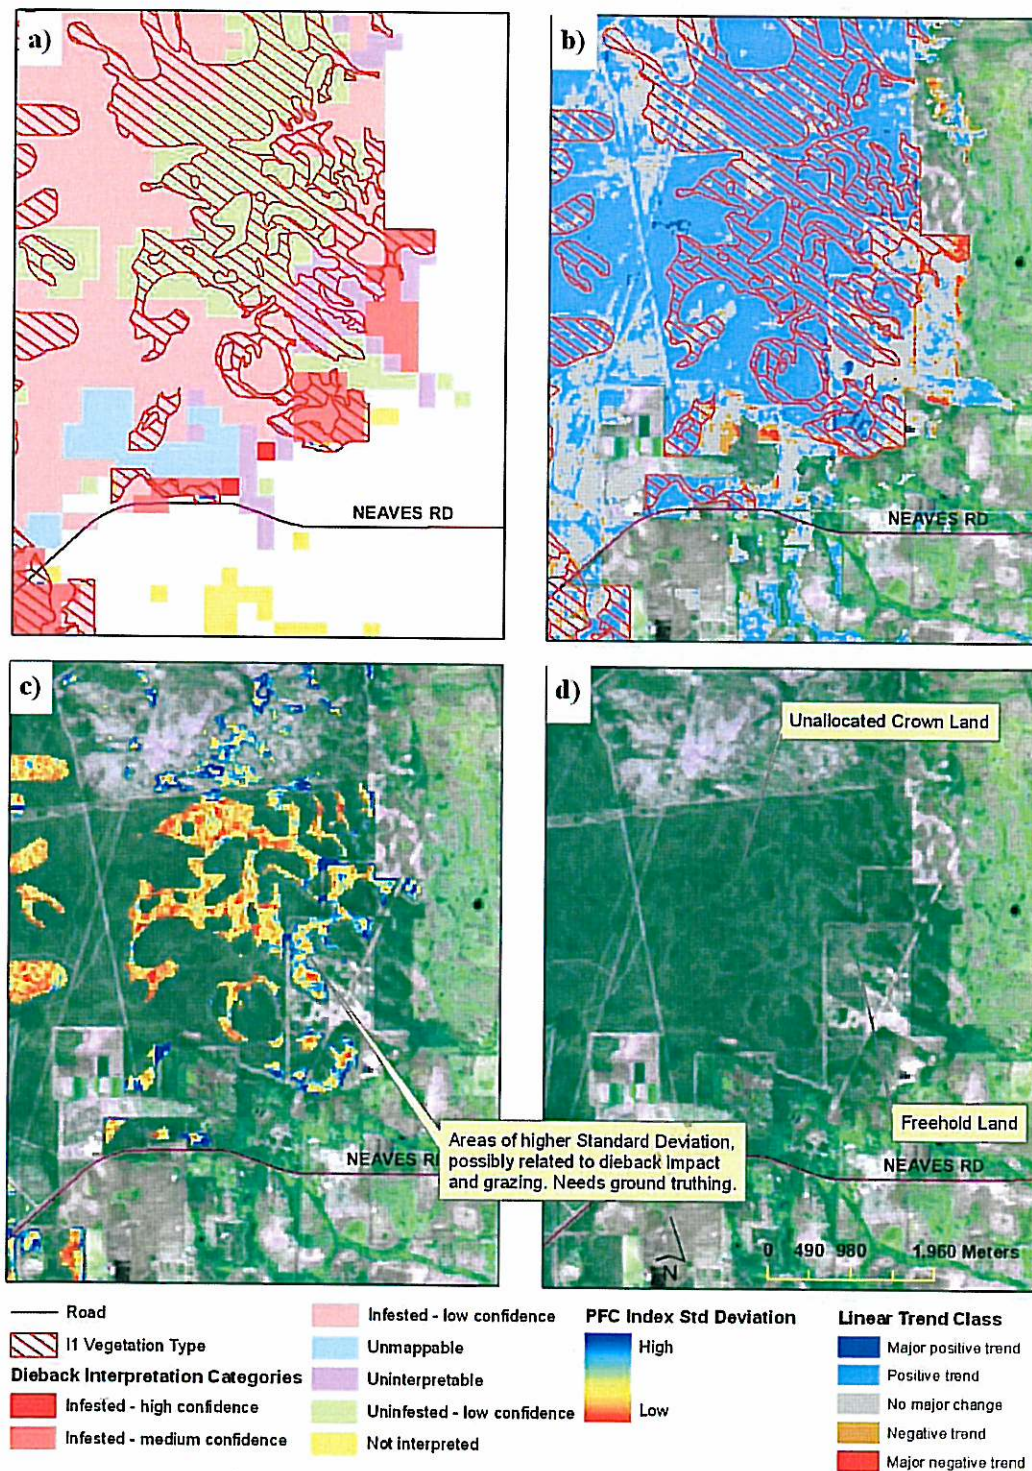 a)
b)
NEAVES RD
NEAVES RD
c)
d)
Unallocated Crown Land
Areas of higher Standard Deviation,
possibly related to dieback impact
and grazing. Needs ground truthing.
NEAVES R
Freehold Land
NEAVES RD
N
0 490 980 1,960 Meters
Road
I1 Vegetation Type
Dieback Interpretation Categories
Infested - high confidence
Infested - medium confidence
Infested - low confidence
Unmappable
Uninterpretable
Uninfested - low confidence
Not interpreted
PFC Index Std Deviation
High
Low
Linear Trend Class
Major positive trend
Positive trend
No major change
Negative trend
Major negative trend